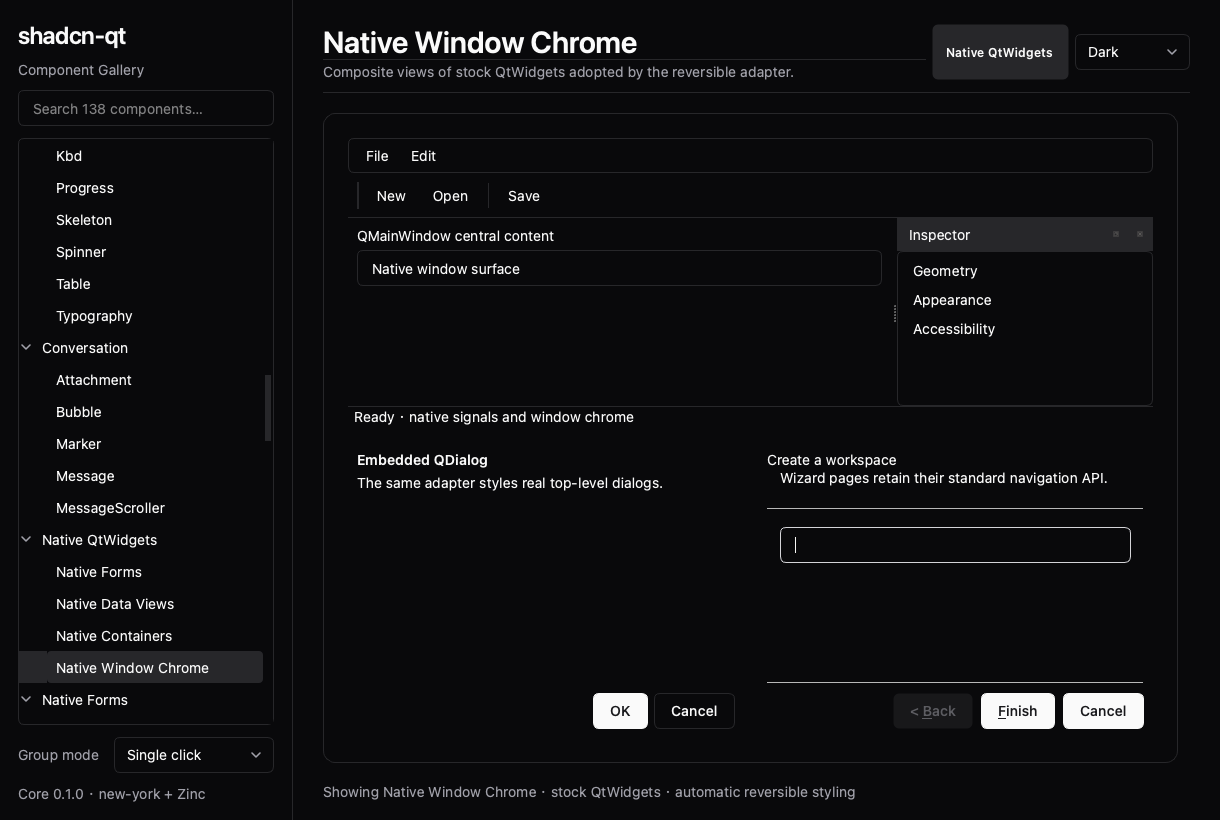 shadcn-qt
Component Gallery
Search 138 components...
Kbd
Progress
Skeleton
Spinner
Table
Typography
Conversation
Attachment
Bubble
Marker
Message
MessageScroller
Native QtWidgets
Native Forms
Native Data Views
Native Containers
Native Window Chrome
Native Forms
Group mode
Single click
Core 0.1.0 · new-york + Zinc
Native Window Chrome
Composite views of stock QtWidgets adopted by the reversible adapter.
Native QtWidgets
Dark
File Edit
New Open Save
QMainWindow central content
Native window surface
Inspector
Geometry
Appearance
Accessibility
Ready · native signals and window chrome
Embedded QDialog
The same adapter styles real top-level dialogs.
OK Cancel
Create a workspace
Wizard pages retain their standard navigation API.
< Back Finish Cancel
Showing Native Window Chrome · stock QtWidgets · automatic reversible styling